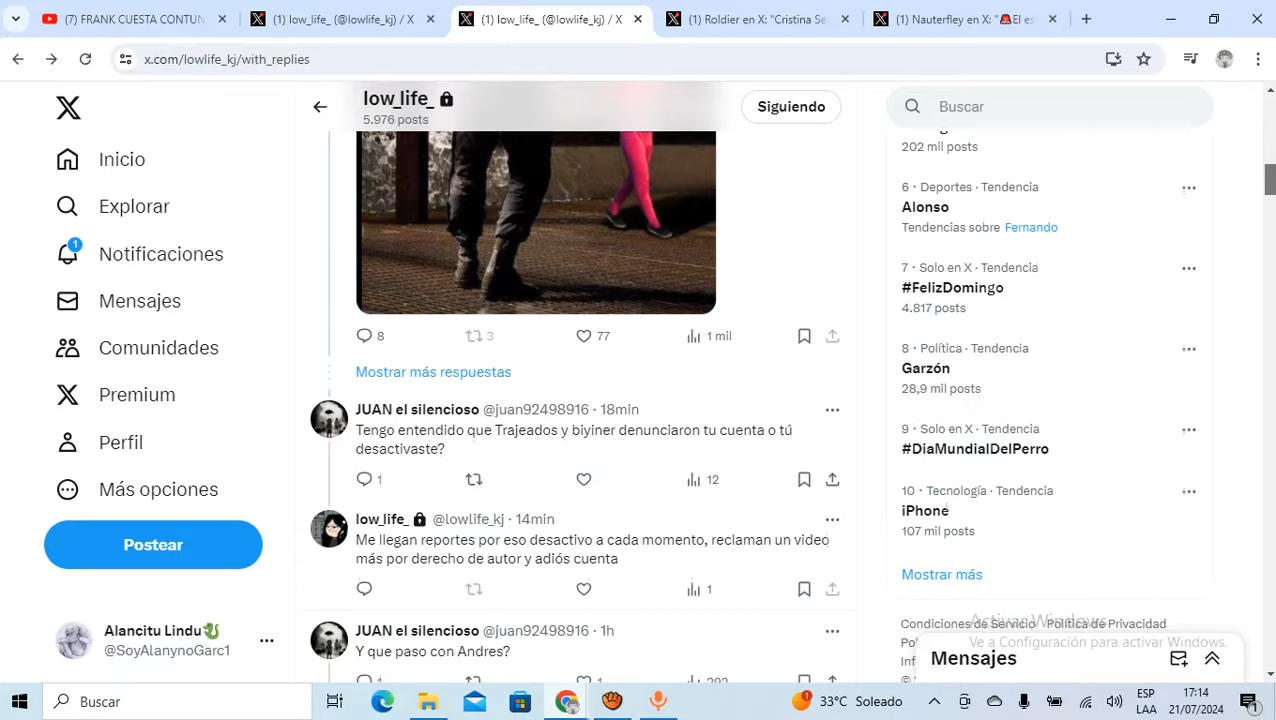 (7) FRANK CUESTA CONTUN
(1) low_life_ (@lowlife_kj) / X
(1) low_life_ (@lowlife_kj) / X
(1) Roldier en X: "Cristina Se
(1) Nauterfley en X: "🚨El es
x.com/lowlife_kj/with_replies
low_life_
5.976 posts
Siguiendo
Buscar
Inicio
Explorar
1
Notificaciones
Mensajes
Comunidades
Premium
Perfil
Más opciones
Postear
Alancitu Lindu🐉
@SoyAlanynoGarc1
8
3
77
1 mil
Mostrar más respuestas
JUAN el silencioso @juan92498916 · 18min
Tengo entendido que Trajeados y biyiner denunciaron tu cuenta o tú
desactivaste?
1
12
low_life_ @lowlife_kj · 14min
Me llegan reportes por eso desactivo a cada momento, reclaman un video
más por derecho de autor y adiós cuenta
1
JUAN el silencioso @juan92498916 · 1h
Y que paso con Andres?
202 mil posts
6 · Deportes · Tendencia
Alonso
Tendencias sobre Fernando
7 · Solo en X · Tendencia
#FelizDomingo
4.817 posts
8 · Política · Tendencia
Garzón
28,9 mil posts
9 · Solo en X · Tendencia
#DiaMundialDelPerro
10 · Tecnología · Tendencia
iPhone
107 mil posts
Mostrar más
Activar Windows
Condiciones de Servicio Política de Privacidad
Ve a Configuración para activar Windows.
Mensajes
Buscar
1
33°C Soleado
ESP
LAA
17:14
21/07/2024
1